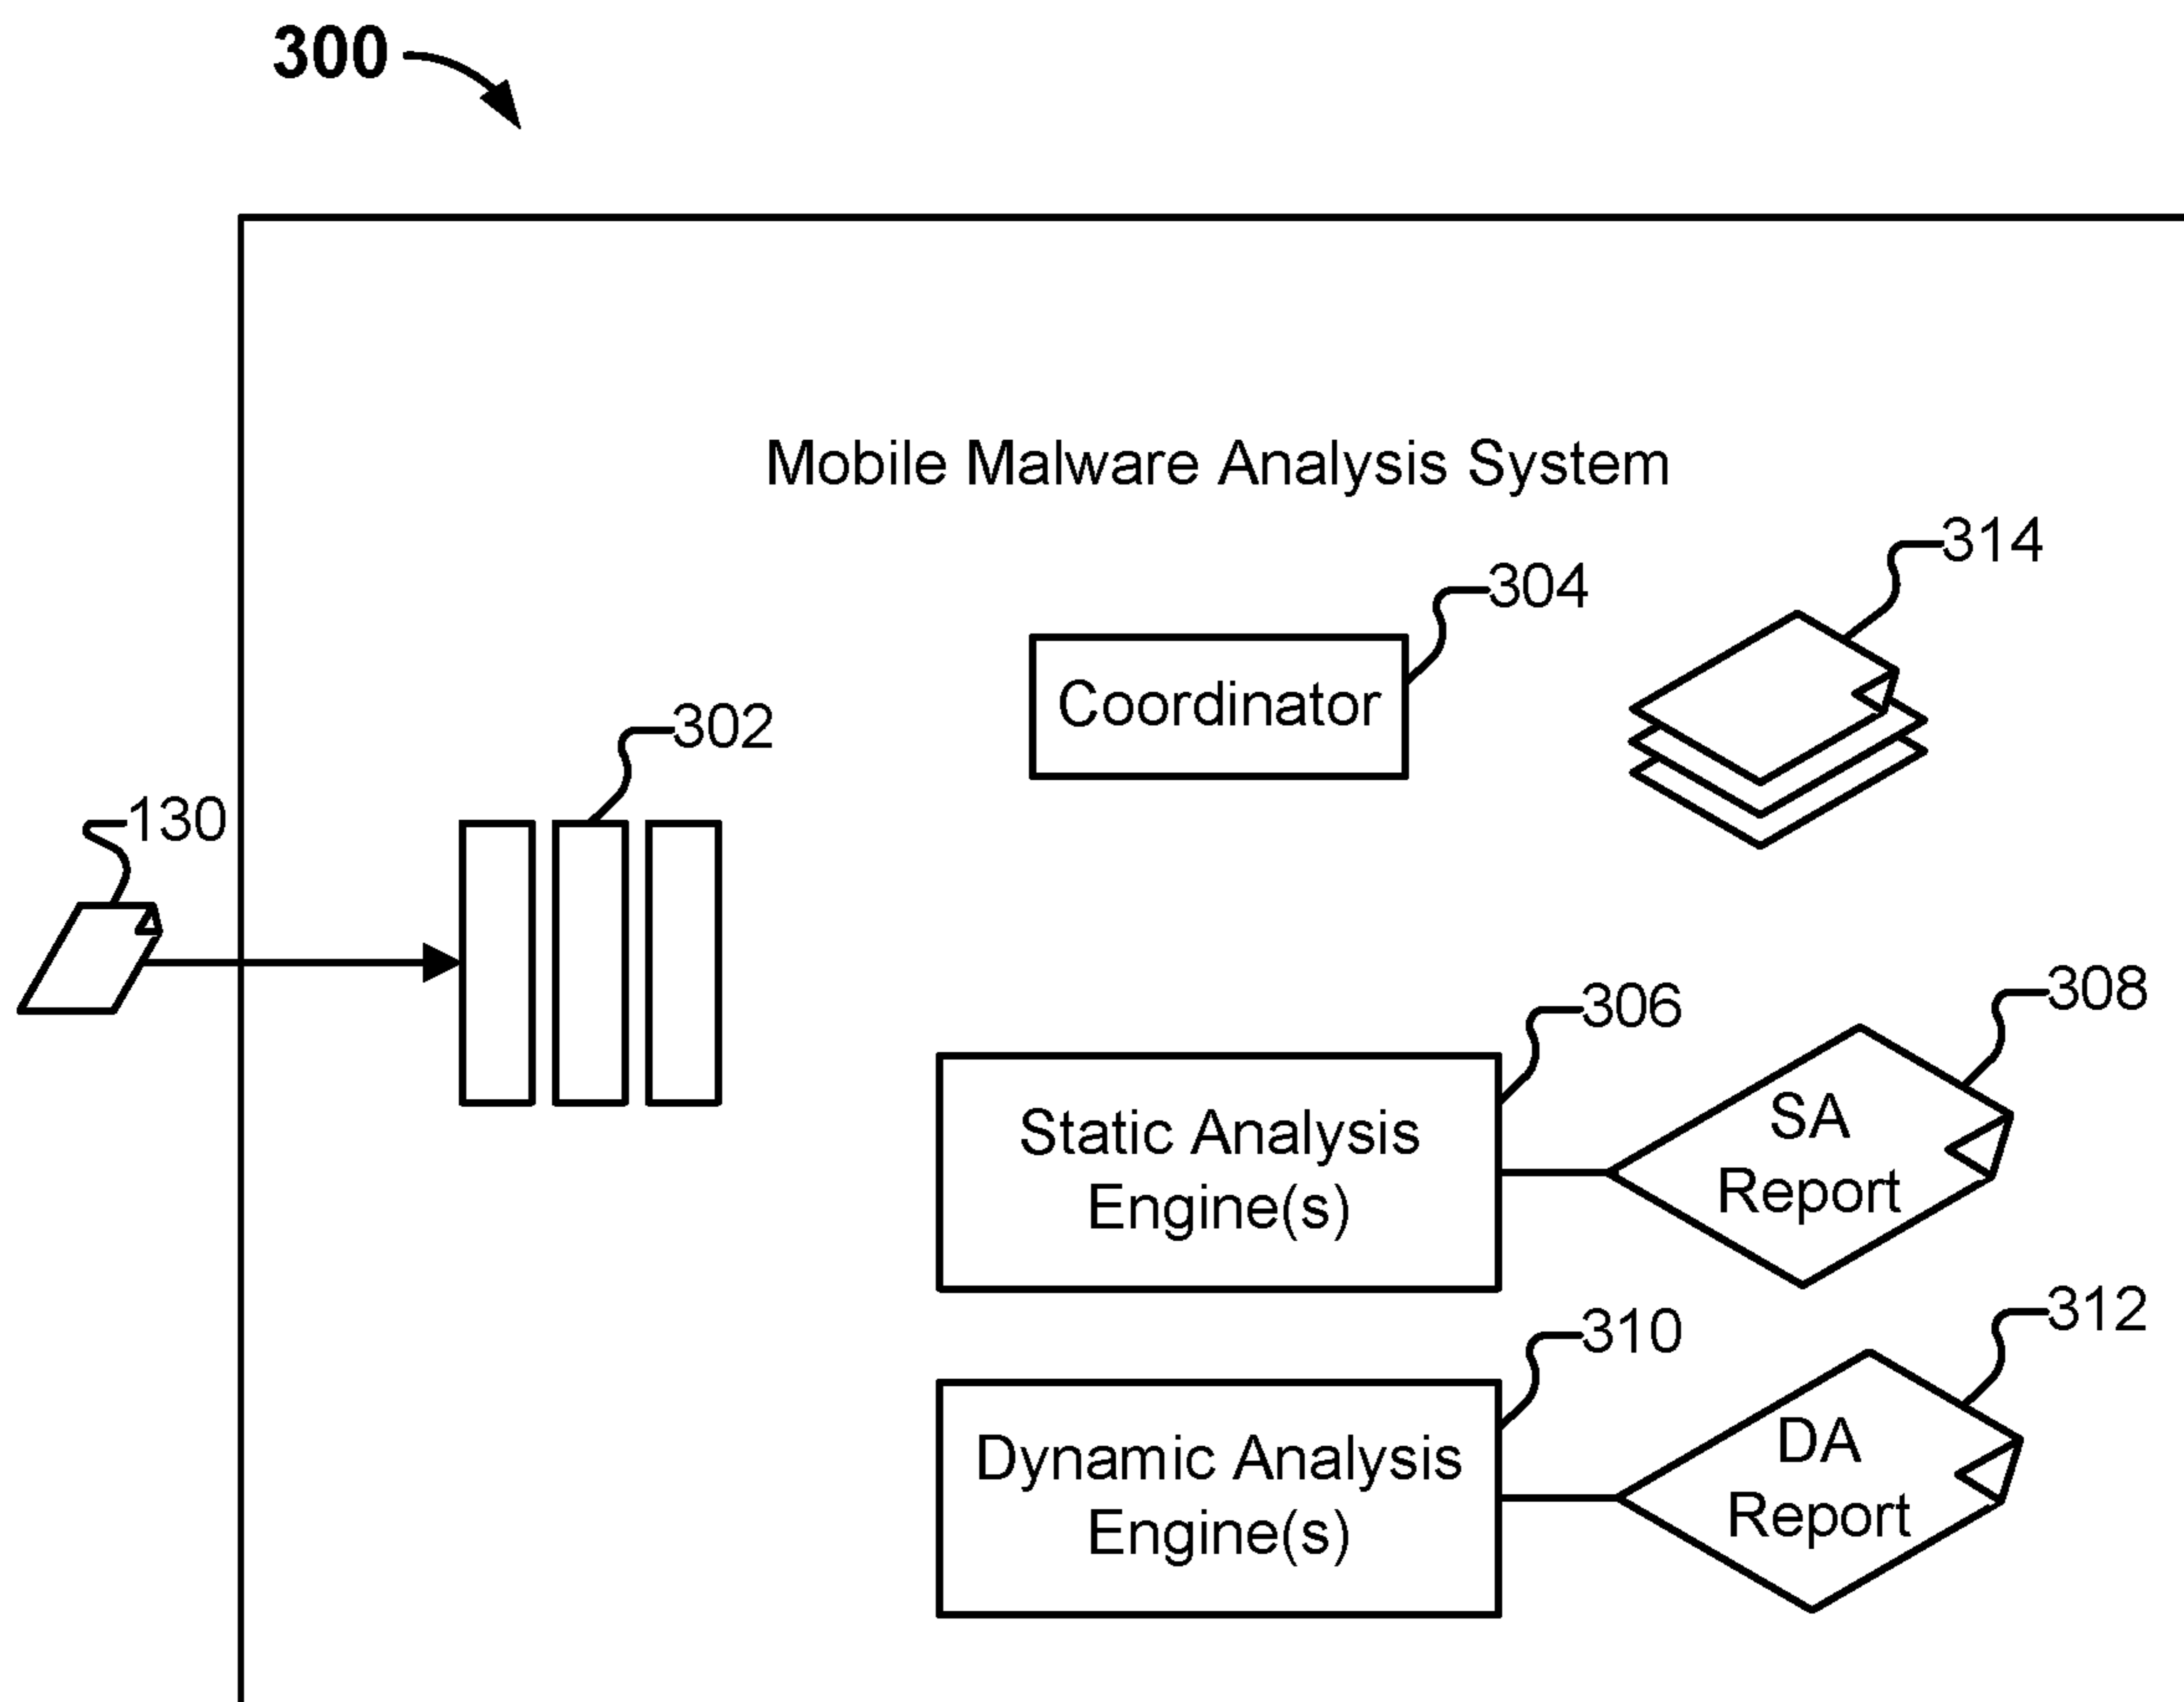 300
Mobile Malware Analysis System
314
304
Coordinator
302
130
306
308
Static Analysis
Engine(s)
SA
Report
310
312
Dynamic Analysis
Engine(s)
DA
Report